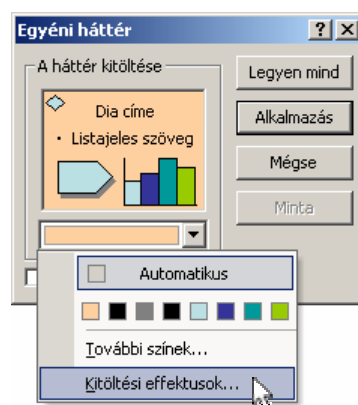 Egyéni háttér
A háttér kitöltése
Dia címe
• Listajeles szöveg
Legyen mind
Alkalmazás
Mégse
Minta
Automatikus
További színek...
Kitöltési effektusok...